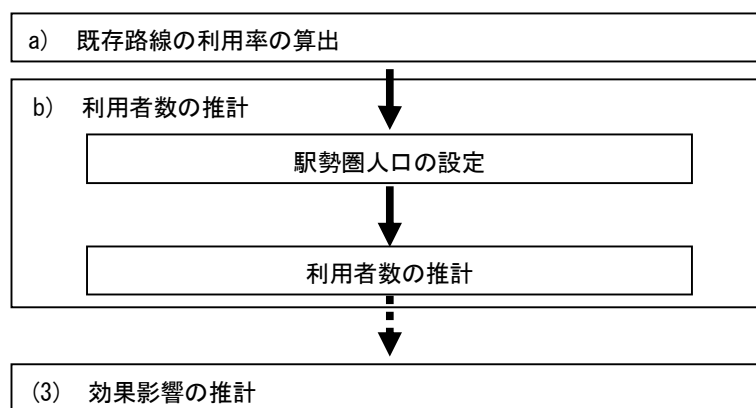 a) 既存路線の利用率の算出
b) 利用者数の推計
駅勢圏人口の設定
利用者数の推計
(3) 効果影響の推計